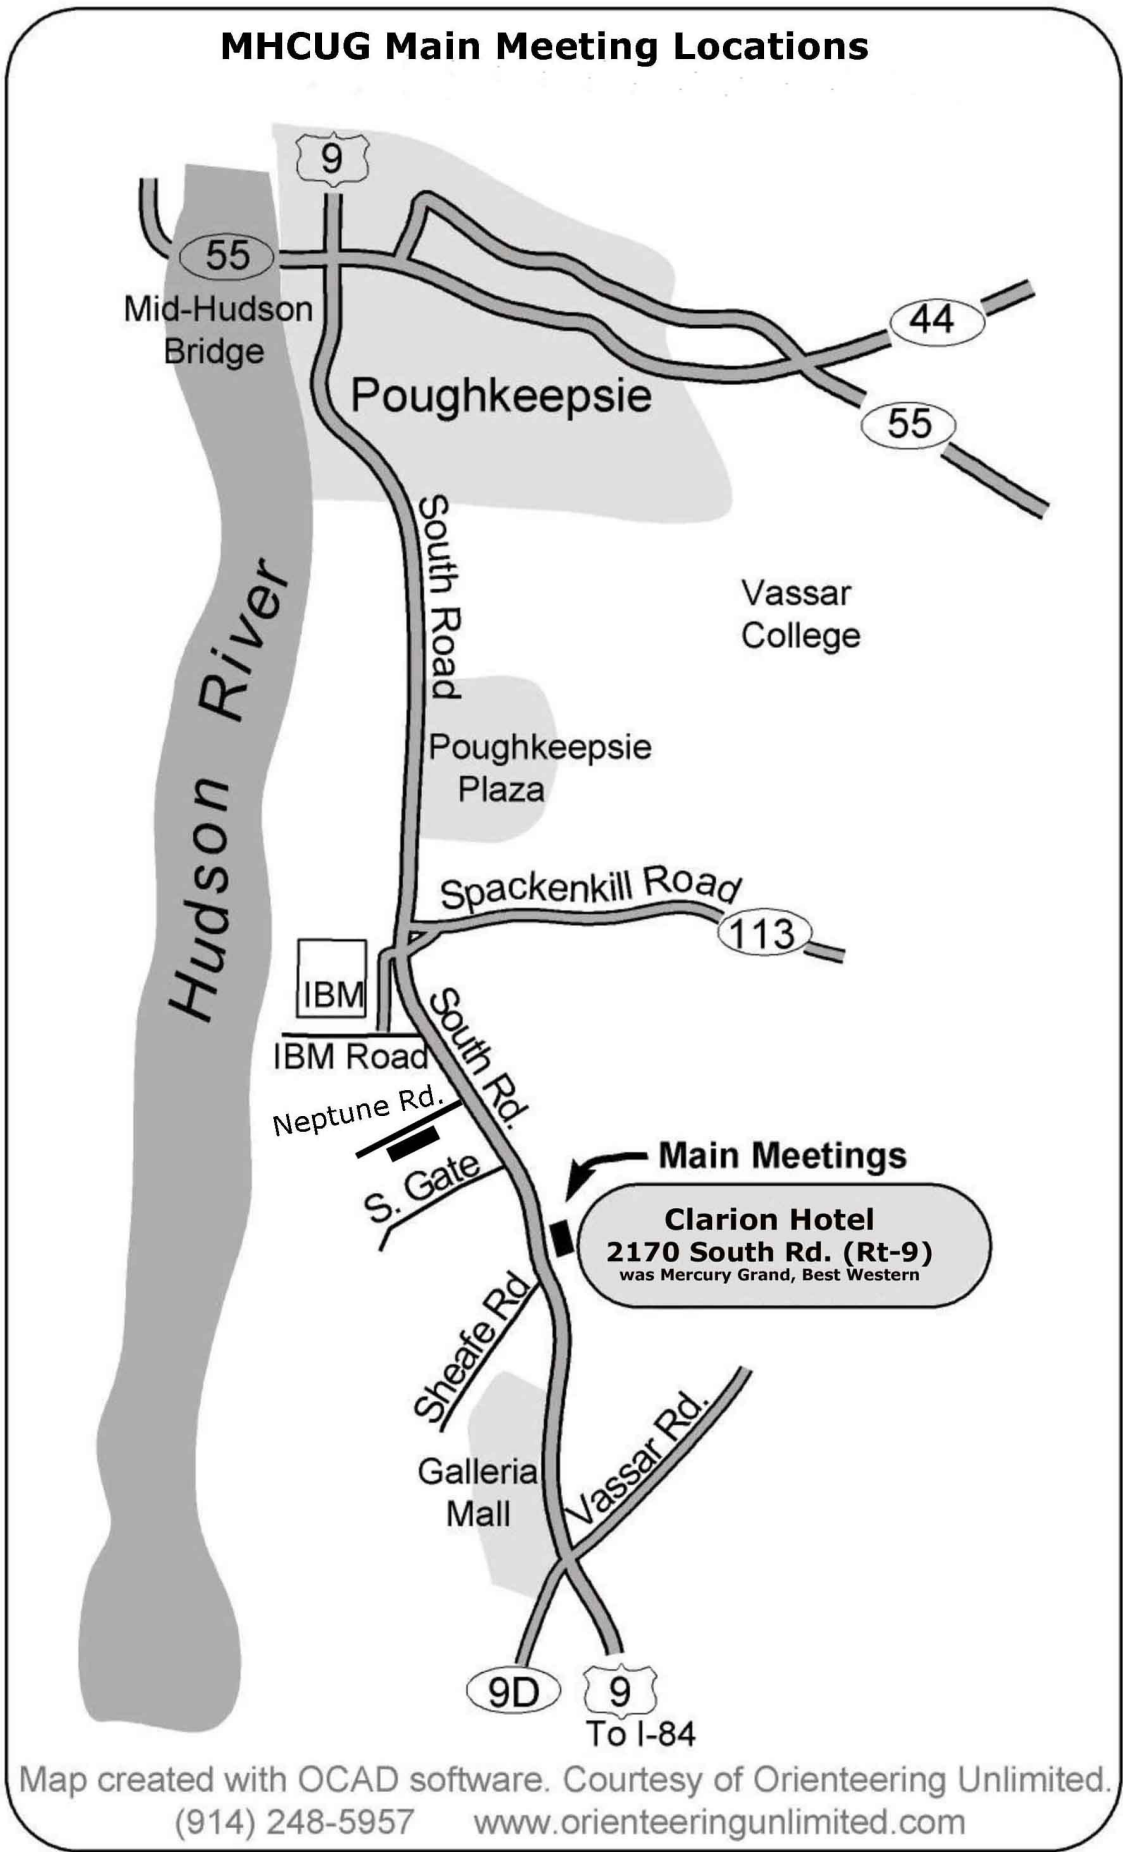 MHCUG Main Meeting Locations
9
55
Mid-Hudson
Bridge
44
Poughkeepsie
55
South Road
Vassar
College
Hudson River
Poughkeepsie
Plaza
Spackenkill Road
113
IBM
IBM Road
South Rd.
Neptune Rd.
S. Gate
Main Meetings
Clarion Hotel
2170 South Rd. (Rt-9)
was Mercury Grand, Best Western
Sheafe Rd
Vassar Rd.
Galleria
Mall
9D
9
To I-84
Map created with OCAD software. Courtesy of Orienteering Unlimited.
(914) 248-5957 www.orienteeringunlimited.com